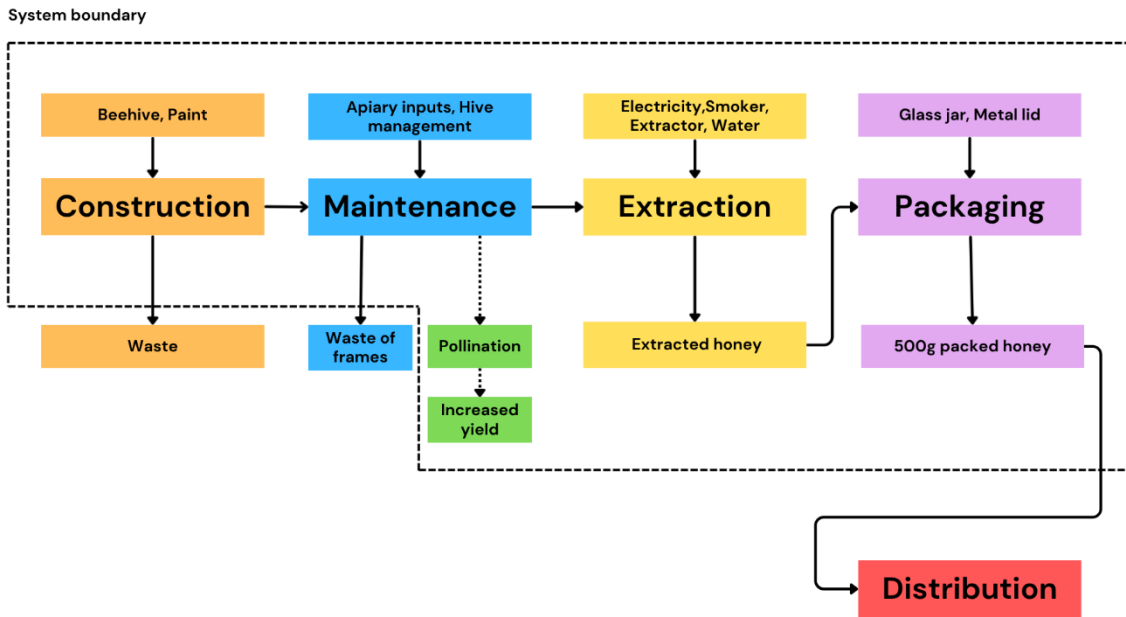 System boundary
Beehive, Paint
Apiary inputs, Hive
management
Electricity,Smoker,
Extractor, Water
Glass jar, Metal lid
Construction
Maintenance
Extraction
Packaging
Waste
Waste of
frames
Pollination
Extracted honey
500g packed honey
Increased
yield
Distribution